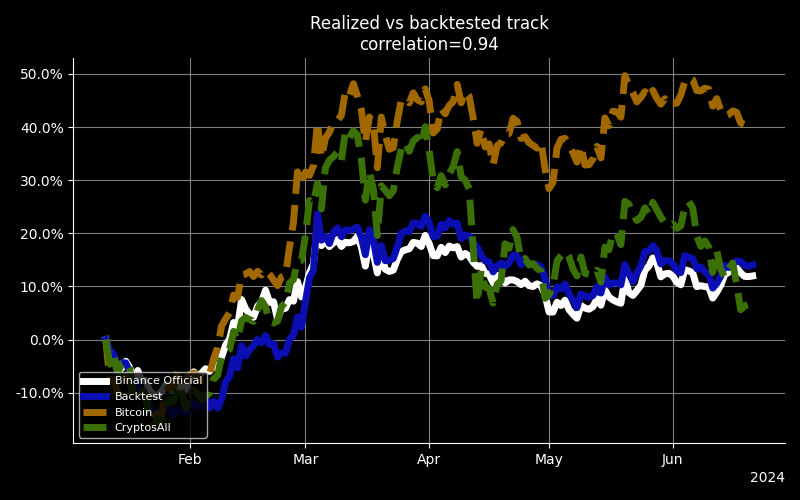 Realized vs backtested track
correlation=0.94
50.0%
40.0%
30.0%
20.0%
10.0%
0.0%
-10.0%
Binance Official
Backtest
Bitcoin
CryptosAll
Feb
Mar
Apr
May
Jun
2024